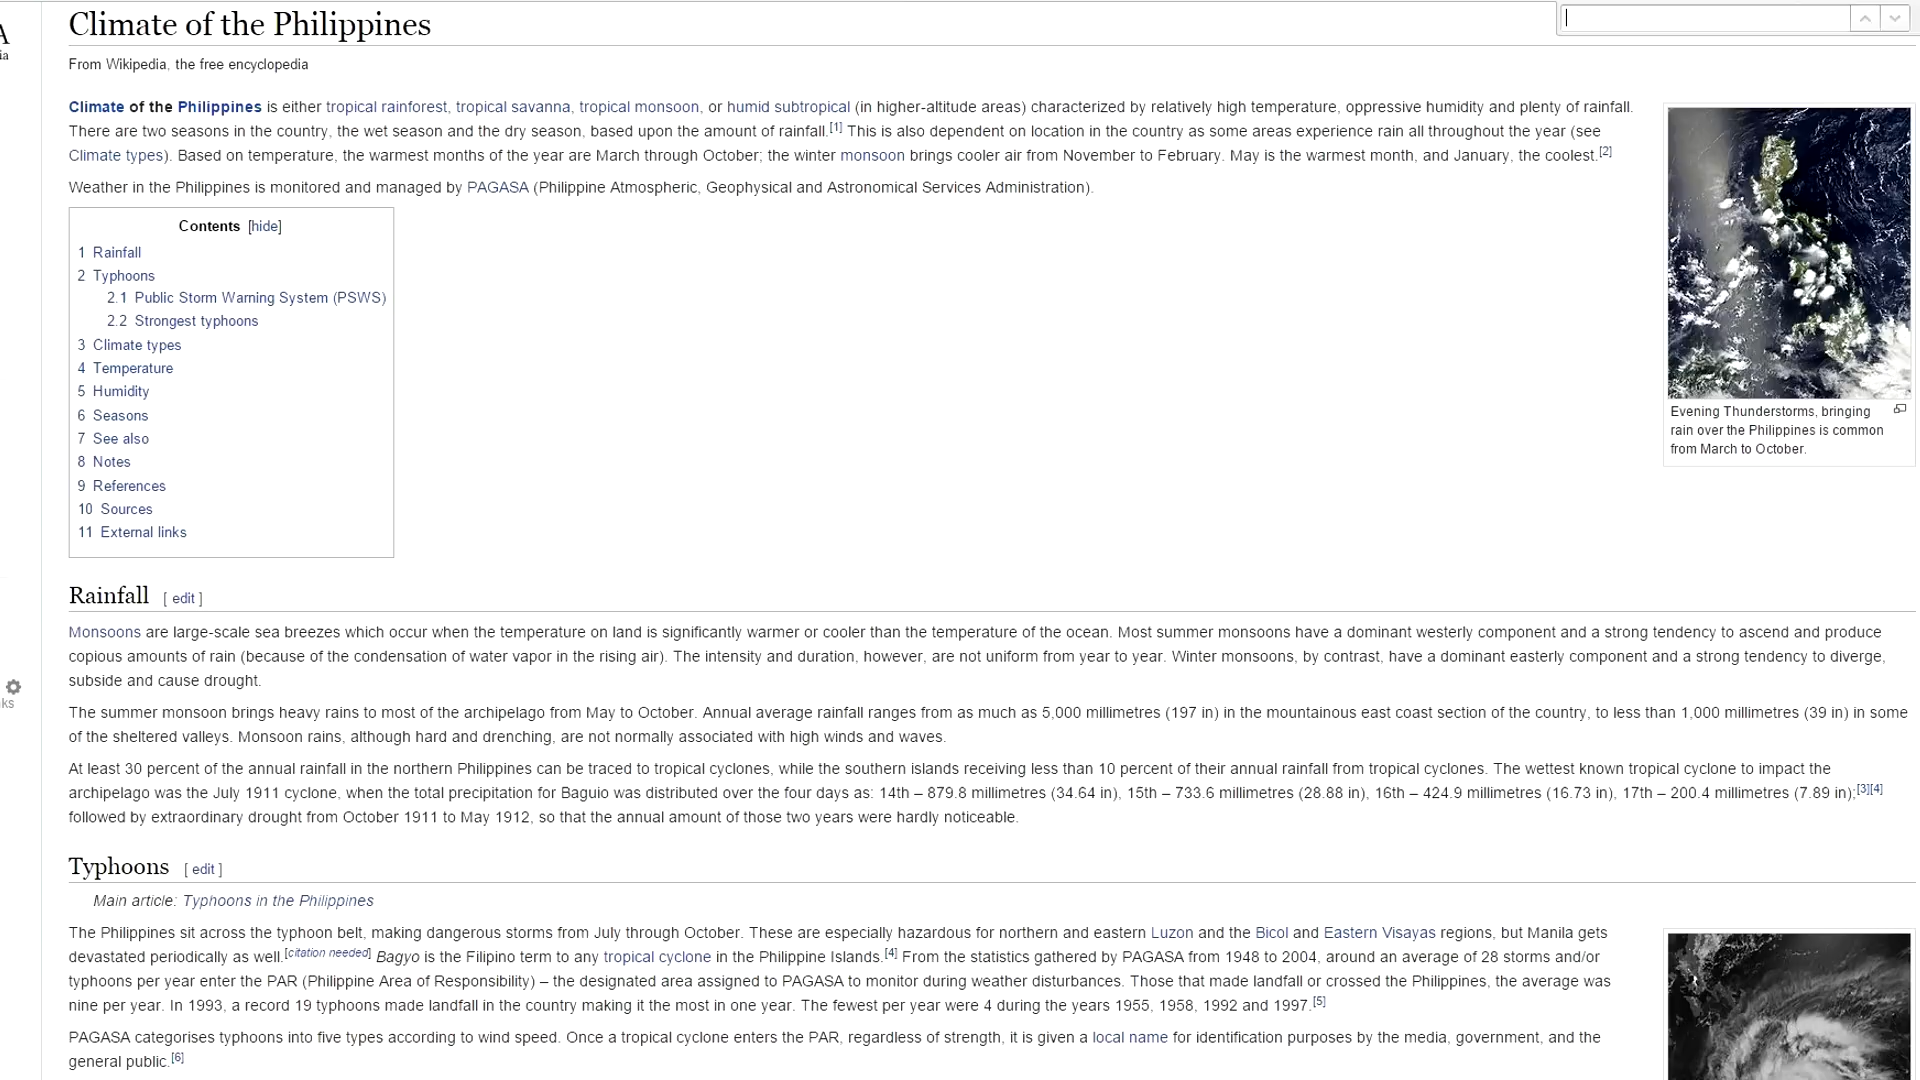 A
ia
Climate of the Philippines
From Wikipedia, the free encyclopedia
Climate of the Philippines is either tropical rainforest, tropical savanna, tropical monsoon, or humid subtropical (in higher-altitude areas) characterized by relatively high temperature, oppressive humidity and plenty of rainfall.
There are two seasons in the country, the wet season and the dry season, based upon the amount of rainfall.[1] This is also dependent on location in the country as some areas experience rain all throughout the year (see
Climate types). Based on temperature, the warmest months of the year are March through October; the winter monsoon brings cooler air from November to February. May is the warmest month, and January, the coolest.[2]
Weather in the Philippines is monitored and managed by PAGASA (Philippine Atmospheric, Geophysical and Astronomical Services Administration).
Contents [hide]
1 Rainfall
2 Typhoons
2.1 Public Storm Warning System (PSWS)
2.2 Strongest typhoons
3 Climate types
4 Temperature
5 Humidity
6 Seasons
7 See also
8 Notes
9 References
10 Sources
11 External links
Evening Thunderstorms, bringing
rain over the Philippines is common
from March to October.
Rainfall [ edit ]
Monsoons are large-scale sea breezes which occur when the temperature on land is significantly warmer or cooler than the temperature of the ocean. Most summer monsoons have a dominant westerly component and a strong tendency to ascend and produce
copious amounts of rain (because of the condensation of water vapor in the rising air). The intensity and duration, however, are not uniform from year to year. Winter monsoons, by contrast, have a dominant easterly component and a strong tendency to diverge,
subside and cause drought.
ks
The summer monsoon brings heavy rains to most of the archipelago from May to October. Annual average rainfall ranges from as much as 5,000 millimetres (197 in) in the mountainous east coast section of the country, to less than 1,000 millimetres (39 in) in some
of the sheltered valleys. Monsoon rains, although hard and drenching, are not normally associated with high winds and waves.
At least 30 percent of the annual rainfall in the northern Philippines can be traced to tropical cyclones, while the southern islands receiving less than 10 percent of their annual rainfall from tropical cyclones. The wettest known tropical cyclone to impact the
archipelago was the July 1911 cyclone, when the total precipitation for Baguio was distributed over the four days as: 14th – 879.8 millimetres (34.64 in), 15th – 733.6 millimetres (28.88 in), 16th – 424.9 millimetres (16.73 in), 17th – 200.4 millimetres (7.89 in);[3][4]
followed by extraordinary drought from October 1911 to May 1912, so that the annual amount of those two years were hardly noticeable.
Typhoons [ edit ]
Main article: Typhoons in the Philippines
The Philippines sit across the typhoon belt, making dangerous storms from July through October. These are especially hazardous for northern and eastern Luzon and the Bicol and Eastern Visayas regions, but Manila gets
devastated periodically as well.[citation needed] Bagyo is the Filipino term to any tropical cyclone in the Philippine Islands.[4] From the statistics gathered by PAGASA from 1948 to 2004, around an average of 28 storms and/or
typhoons per year enter the PAR (Philippine Area of Responsibility) – the designated area assigned to PAGASA to monitor during weather disturbances. Those that made landfall or crossed the Philippines, the average was
nine per year. In 1993, a record 19 typhoons made landfall in the country making it the most in one year. The fewest per year were 4 during the years 1955, 1958, 1992 and 1997.[5]
PAGASA categorises typhoons into five types according to wind speed. Once a tropical cyclone enters the PAR, regardless of strength, it is given a local name for identification purposes by the media, government, and the
general public.[6]